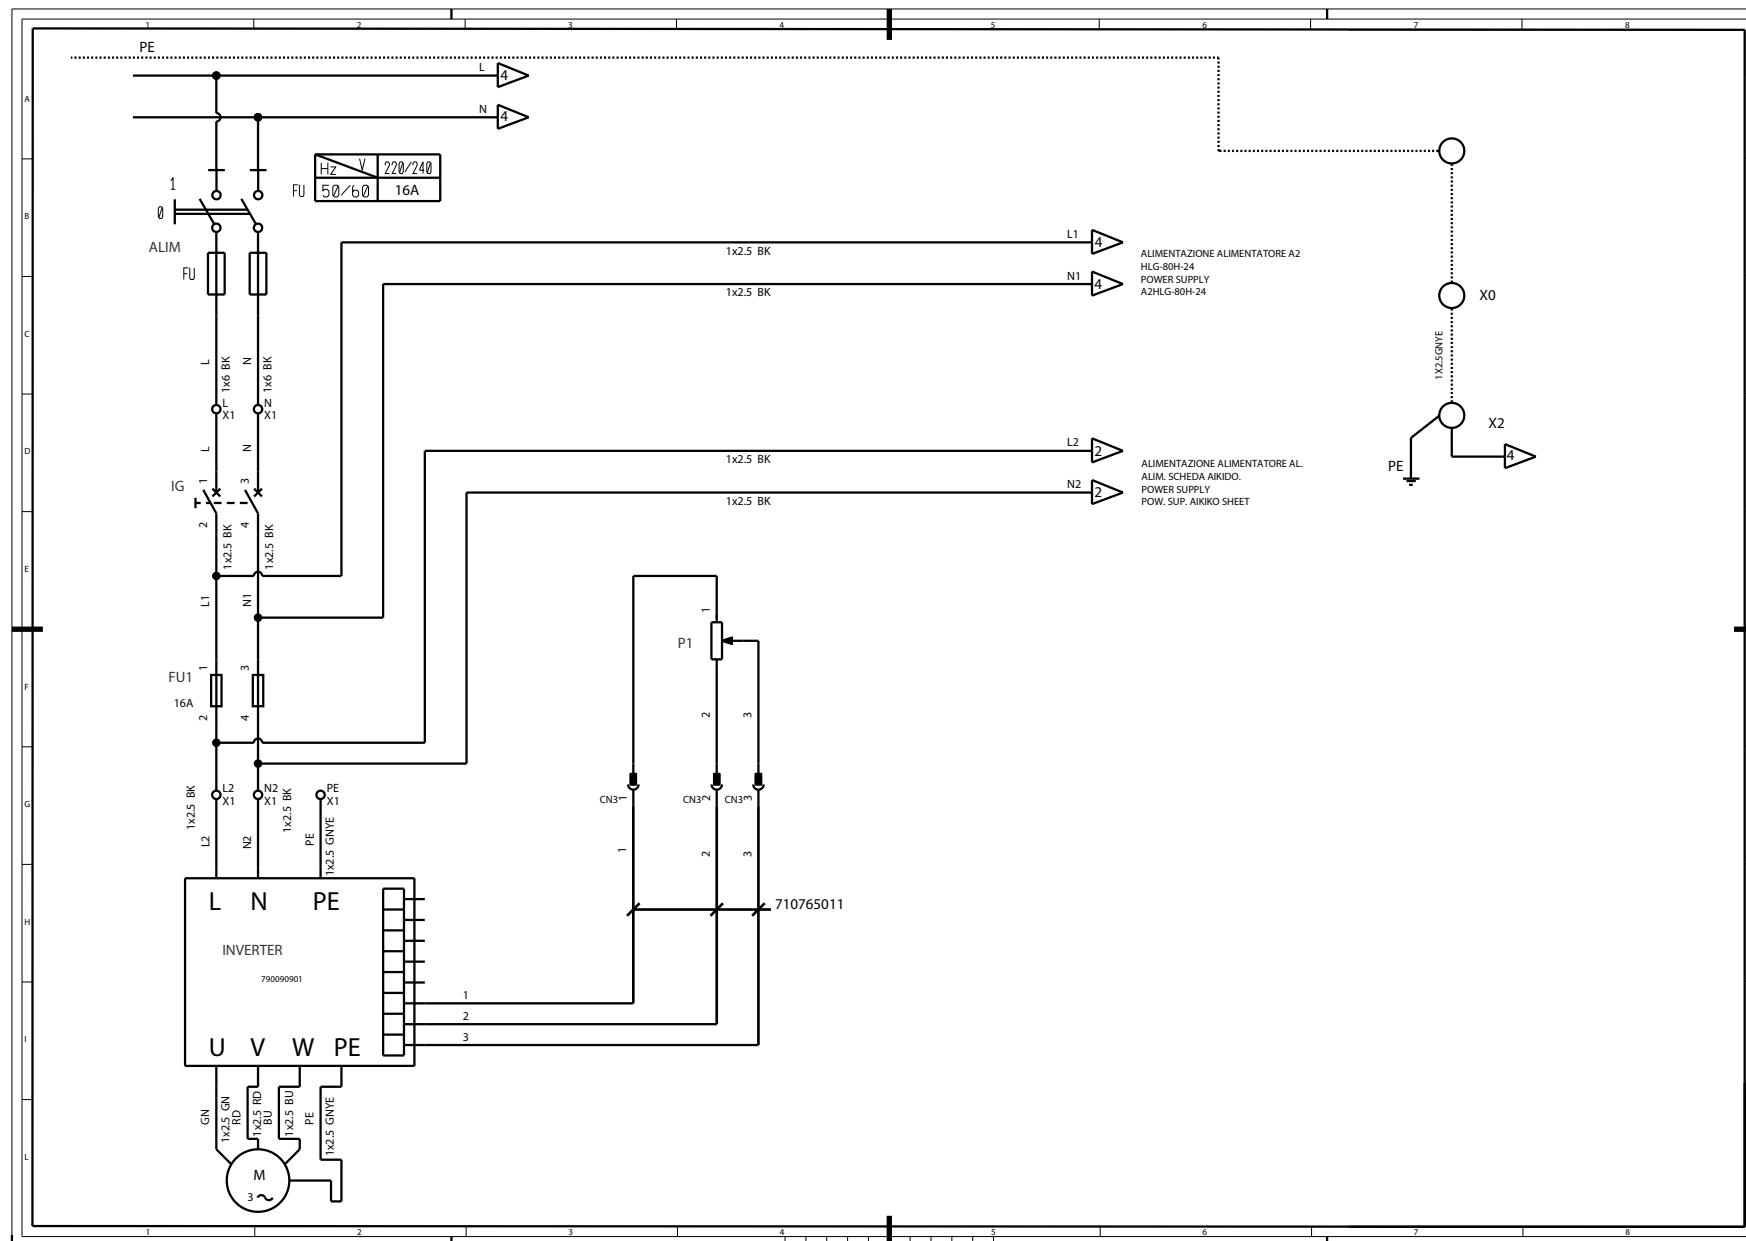 1 2 3 4 5 6 7 8
PE
L 4
A
N 4
Hz V 220/240
FU 50/60 16A
1
0
B
ALIM
FU
L1 4
1x2.5 BK
ALIMENTAZIONE ALIMENTATORE A2
HLG-80H-24
POWER SUPPLY
A2HLG-80H-24
N1 4
1x2.5 BK
X0
C
1X2.5GNYE
L 1x6 BK N 1x6 BK
L X1 N X1
X2
PE 4
D
L N
L2 2
1x2.5 BK
ALIMENTAZIONE ALIMENTATORE AL.
ALIM. SCHEDA AIKIDO.
POWER SUPPLY
POW. SUP. AIKIKO SHEET
N2 2
1x2.5 BK
IG 1 3
2 4
1x2.5 BK 1x2.5 BK
E
L1 N1
1
P1
FU1 1 3
16A
F
2 4
2 3
1x2.5 BK L2 X1 N2 X1 1x2.5 BK PE X1
G
CN3 1 CN3 2 CN3 3
L2 N2 PE 1x2.5 GNYE
1 2 3
L N PE
710765011
H
INVERTER
790090901
1
2
3
I
U V W PE
GN 1x2.5 GN RD 1x2.5 RD BU 1x2.5 BU PE 1x2.5 GNYE
L
M
3
1 2 3 4 5 6 7 8